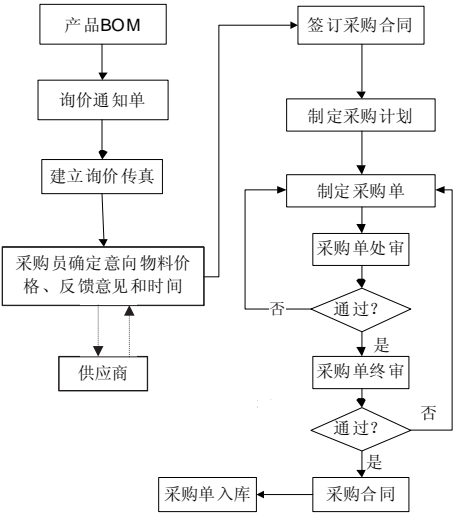 产品BOM
询价通知单
建立询价传真
采购员确定意向物料价
格、反馈意见和时间
供应商
签订采购合同
制定采购计划
制定采购单
采购单处审
通过？
否
是
采购单终审
通过？
否
是
采购合同
采购单入库